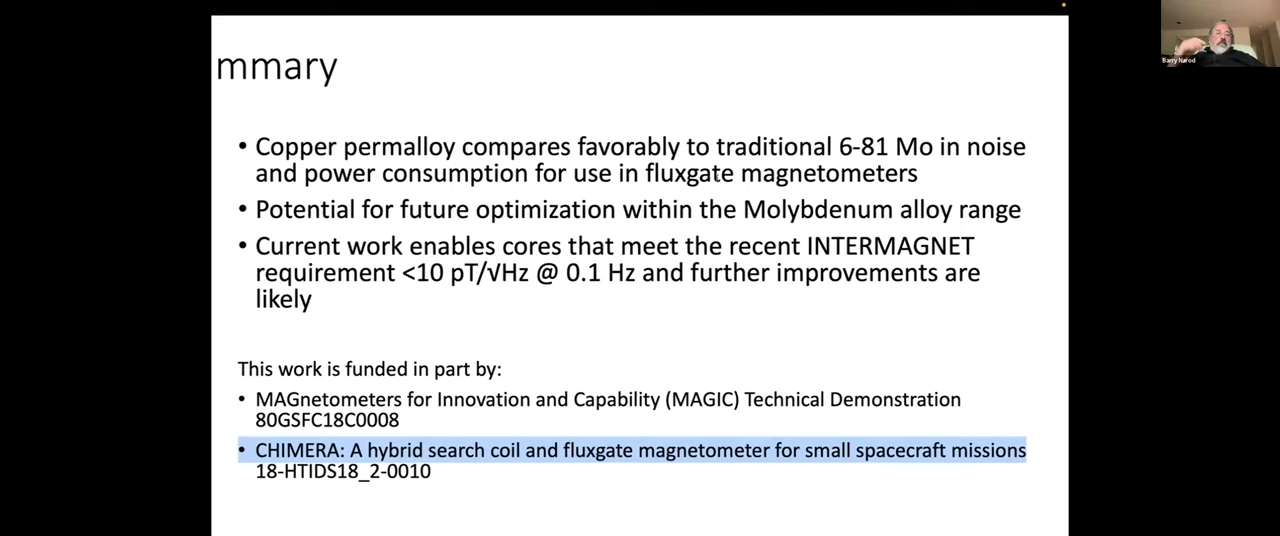 Barry Narod
mmary
• Copper permalloy compares favorably to traditional 6-81 Mo in noise
and power consumption for use in fluxgate magnetometers
• Potential for future optimization within the Molybdenum alloy range
• Current work enables cores that meet the recent INTERMAGNET
requirement <10 pT/√Hz @ 0.1 Hz and further improvements are
likely
This work is funded in part by:
• MAGnetometers for Innovation and Capability (MAGIC) Technical Demonstration
80GSFC18C0008
• CHIMERA: A hybrid search coil and fluxgate magnetometer for small spacecraft missions
18-HTIDS18_2-0010